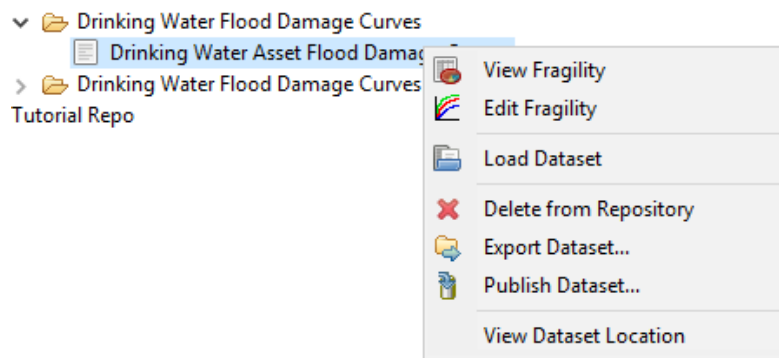 Drinking Water Flood Damage Curves
Drinking Water Asset Flood
Drinking Water Flood Damage Curves
Tutorial Repo
View Fragility
Edit Fragility
Load Dataset
Delete from Repository
Export Dataset...
Publish Dataset...
View Dataset Location